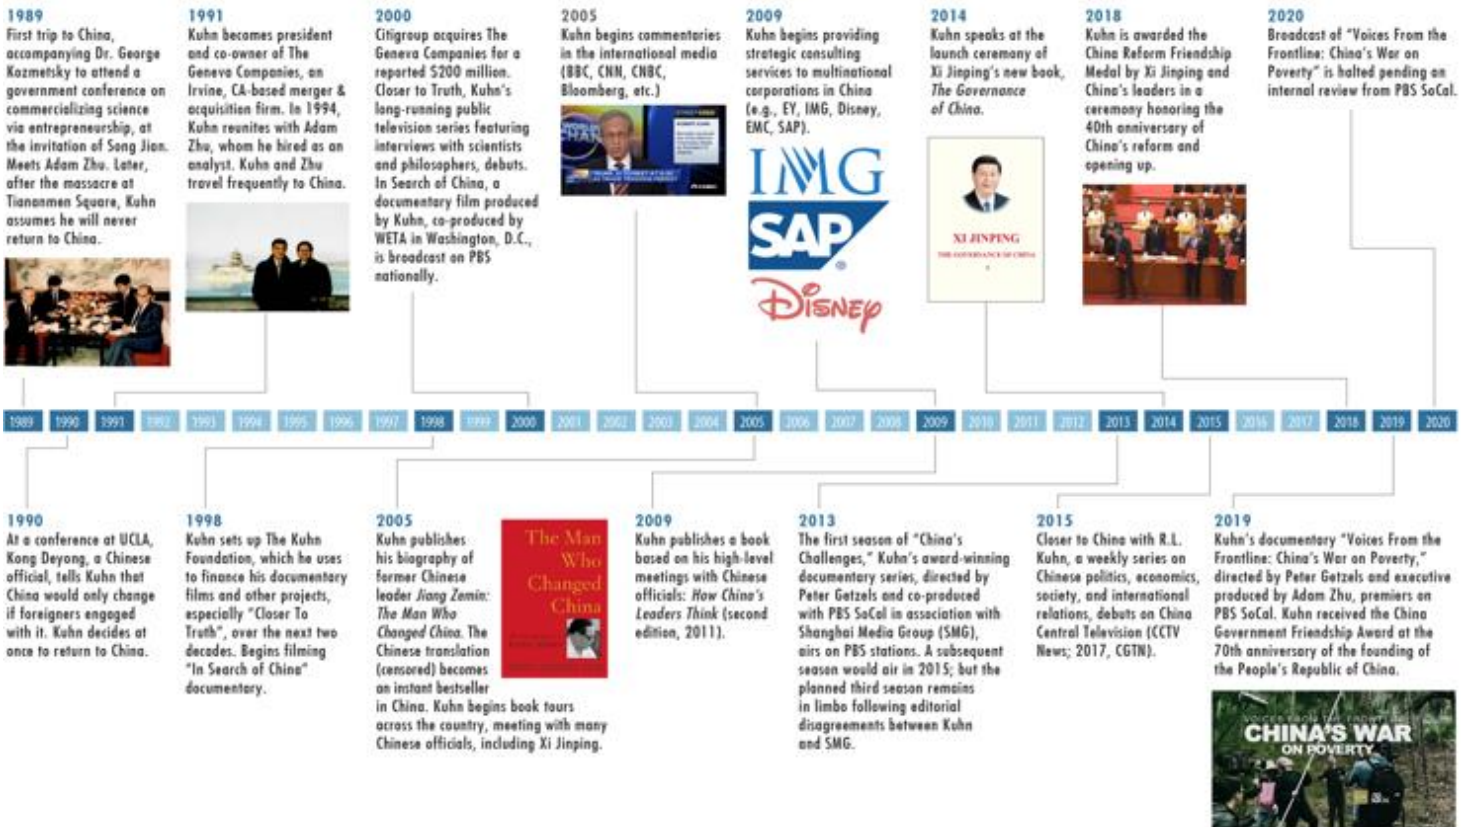 1989
First trip to China,
accompanying Dr. George
Kozmetsky to attend a
government conference on
commercializing science
via entrepreneurship, at
the invitation of Song Jian.
Meets Adam Zhu. Later,
after the massacre at
Tiananmen Square, Kuhn
assumes he will never
return to China.
1991
Kuhn becomes president
and co-owner of The
Geneva Companies, an
Irvine, CA-based merger &
acquisition firm. In 1994,
Kuhn reunites with Adam
Zhu, whom he hired as an
analyst. Kuhn and Zhu
travel frequently to China.
2000
Citigroup acquires The
Geneva Companies for a
reported $200 million.
Closer to Truth, Kuhn's
long-running public
television series featuring
interviews with scientists
and philosophers, debuts.
In Search of China, a
documentary film produced
by Kuhn, co-produced by
WETA in Washington, D.C.,
is broadcast on PBS
nationally.
2005
Kuhn begins commentaries
in the international media
(BBC, CNN, CNBC,
Bloomberg, etc.)
2009
Kuhn begins providing
strategic consulting
services to multinational
corporations in China
(e.g., EY, IMG, Disney,
EMC, SAP).
IMG
SAP
Disney
2014
Kuhn speaks at the
launch ceremony of
Xi Jinping's new book,
The Governance
of China.
XI JINPING
THE GOVERNANCE OF CHINA
2018
Kuhn is awarded the
China Reform Friendship
Medal by Xi Jinping and
China's leaders in a
ceremony honoring the
40th anniversary of
China's reform and
opening up.
2020
Broadcast of "Voices From the
Frontline: China's War on
Poverty" is halted pending an
internal review from PBS SoCal.
1989 1990 1991 1992 1993 1994 1995 1996 1997 1998 1999 2000 2001 2002 2003 2004 2005 2006 2007 2008 2009 2010 2011 2012 2013 2014 2015 2016 2017 2018 2019 2020
1990
At a conference at UCLA,
Kong Deyong, a Chinese
official, tells Kuhn that
China would only change
if foreigners engaged
with it. Kuhn decides at
once to return to China.
1998
Kuhn sets up The Kuhn
Foundation, which he uses
to finance his documentary
films and other projects,
especially "Closer To
Truth", over the next two
decades. Begins filming
"In Search of China"
documentary.
2005
Kuhn publishes
his biography of
former Chinese
leader Jiang Zemin:
The Man Who
Changed China. The
Chinese translation
(censored) becomes
an instant bestseller
in China. Kuhn begins book tours
across the country, meeting with many
Chinese officials, including Xi Jinping.
The Man
Who
Changed
China
2009
Kuhn publishes a book
based on his high-level
meetings with Chinese
officials: How China's
Leaders Think (second
edition, 2011).
2013
The first season of "China's
Challenges," Kuhn's award-winning
documentary series, directed by
Peter Getzels and co-produced
with PBS SoCal in association with
Shanghai Media Group (SMG),
airs on PBS stations. A subsequent
season would air in 2015; but the
planned third season remains
in limbo following editorial
disagreements between Kuhn
and SMG.
2015
Closer to China with R.L.
Kuhn, a weekly series on
Chinese politics, economics,
society, and international
relations, debuts on China
Central Television (CCTV
News; 2017, CGTN).
2019
Kuhn's documentary "Voices From the
Frontline: China's War on Poverty,"
directed by Peter Getzels and executive
produced by Adam Zhu, premiers on
PBS SoCal. Kuhn received the China
Government Friendship Award at the
70th anniversary of the founding of
the People's Republic of China.
VOICES FROM THE FRONTLINE
CHINA'S WAR
ON POVERTY